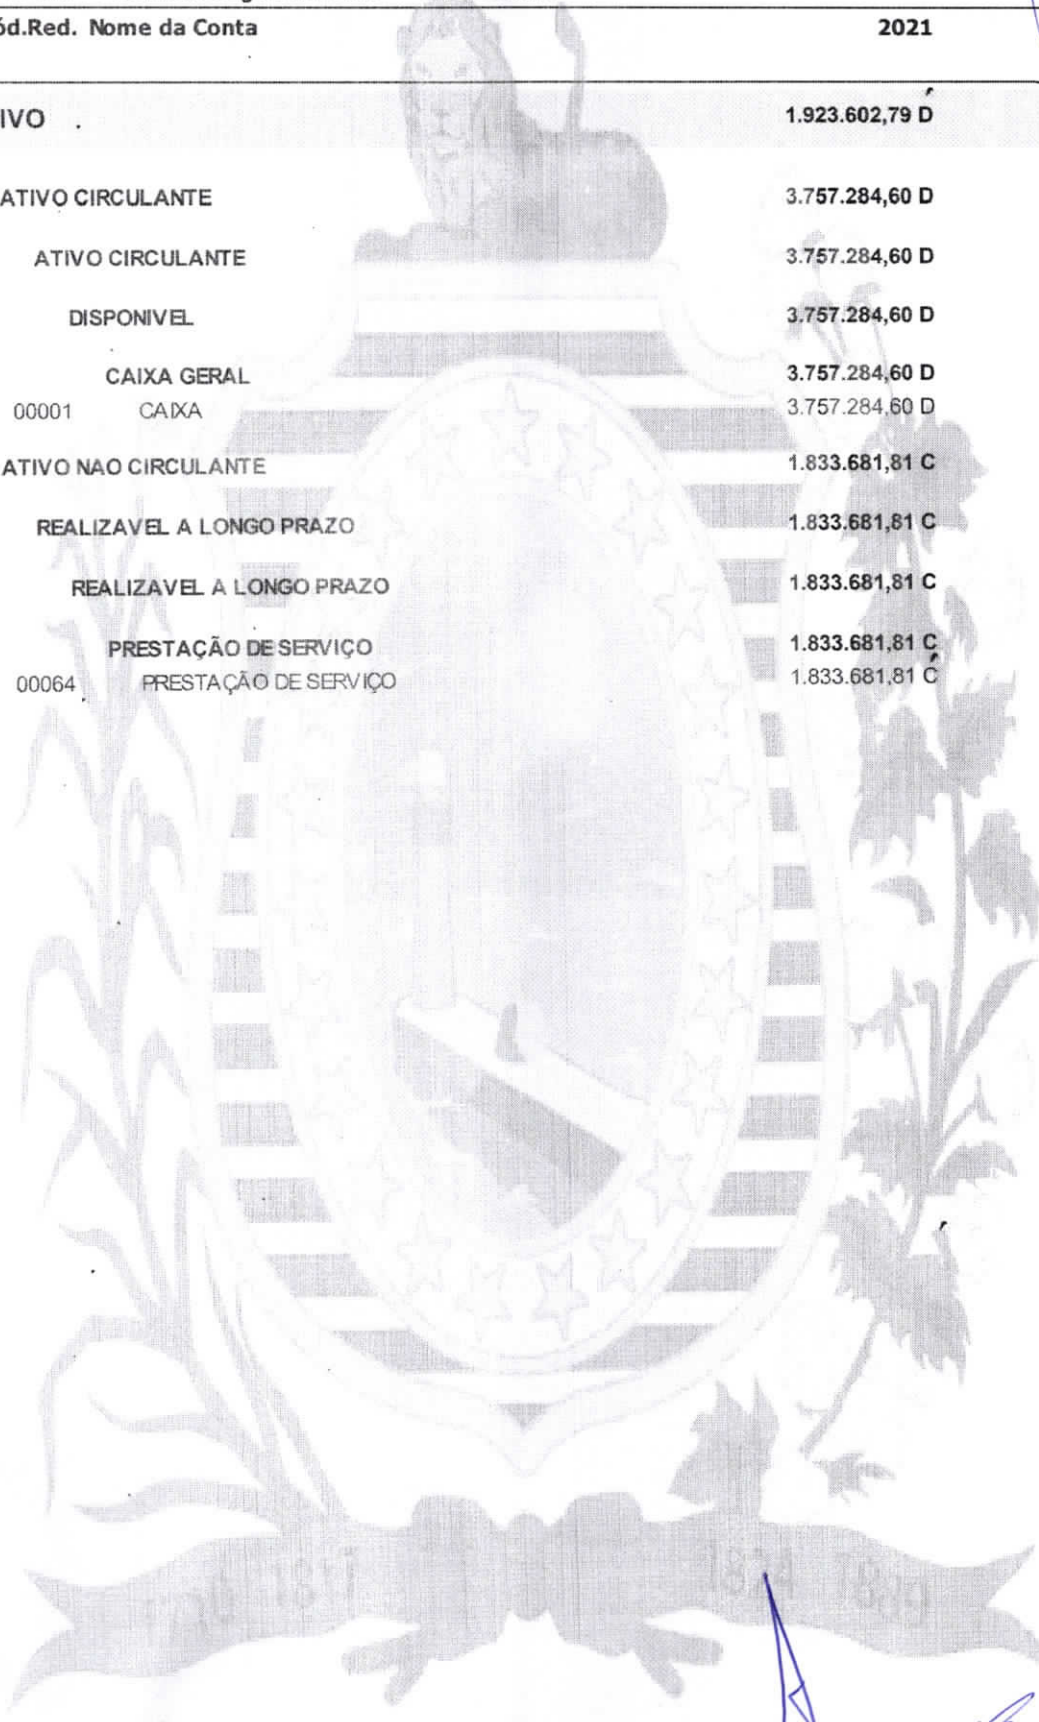 ód.Red. Nome da Conta 2021
IVO 1.923.602,79 D
ATIVO CIRCULANTE 3.757.284,60 D
ATIVO CIRCULANTE 3.757.284,60 D
DISPONIVEL 3.757.284,60 D
CAIXA GERAL 3.757.284,60 D
00001 CAIXA 3.757.284,60 D
ATIVO NAO CIRCULANTE 1.833.681,81 C
REALIZAVEL A LONGO PRAZO 1.833.681,81 C
REALIZAVEL A LONGO PRAZO 1.833.681,81 C
PRESTAÇÃO DE SERVIÇO 1.833.681,81 C
00064 PRESTAÇÃO DE SERVIÇO 1.833.681,81 C
1817 1824